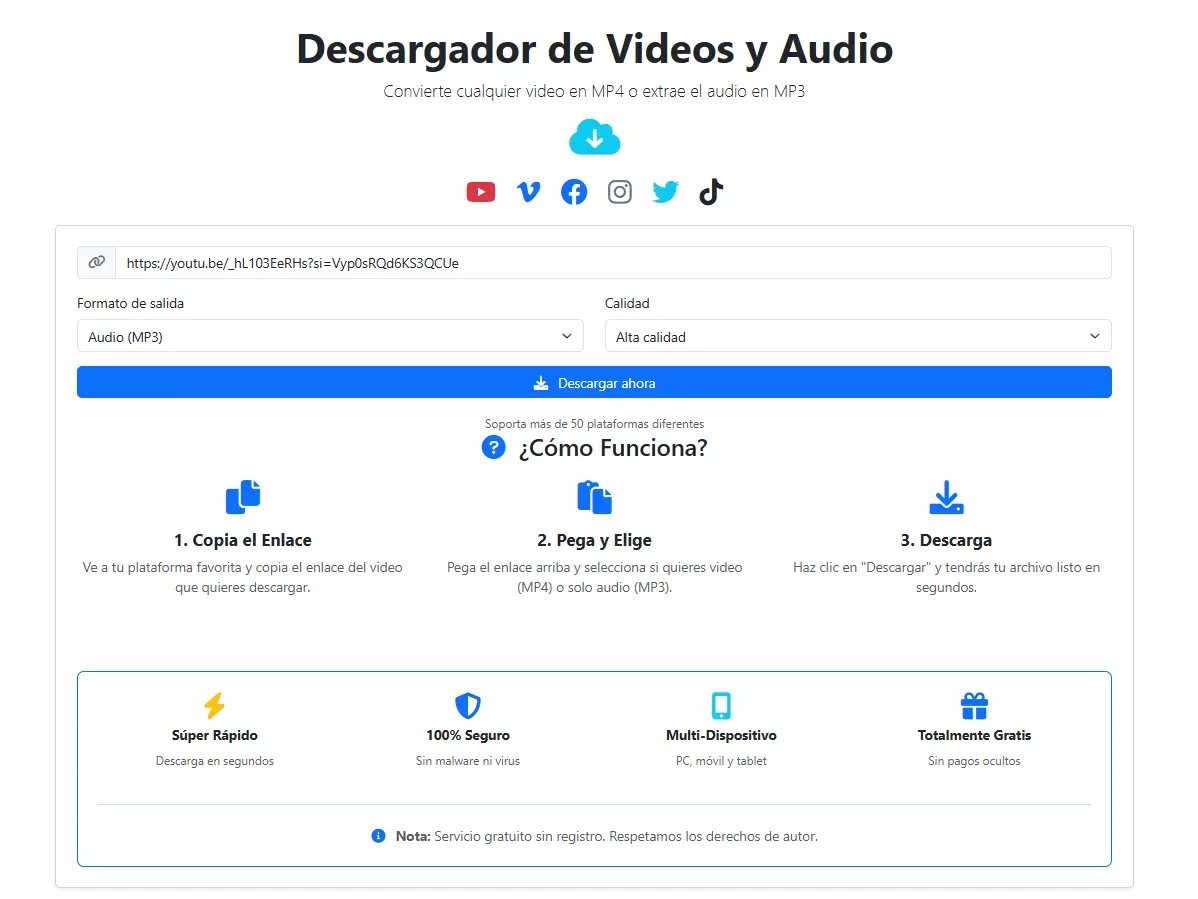 Descargador de Videos y Audio
Convierte cualquier video en MP4 o extrae el audio en MP3
https://youtu.be/_hL103EeRHs?si=Vyp0sRQd6KS3QCUe
Formato de salida
Calidad
Audio (MP3)
Alta calidad
Descargar ahora
Soporta más de 50 plataformas diferentes
¿Cómo Funciona?
1. Copia el Enlace
Ve a tu plataforma favorita y copia el enlace del video
que quieres descargar.
2. Pega y Elige
Pega el enlace arriba y selecciona si quieres video
(MP4) o solo audio (MP3).
3. Descarga
Haz clic en "Descargar" y tendrás tu archivo listo en
segundos.
Súper Rápido
Descarga en segundos
100% Seguro
Sin malware ni virus
Multi-Dispositivo
PC, móvil y tablet
Totalmente Gratis
Sin pagos ocultos
Nota: Servicio gratuito sin registro. Respetamos los derechos de autor.